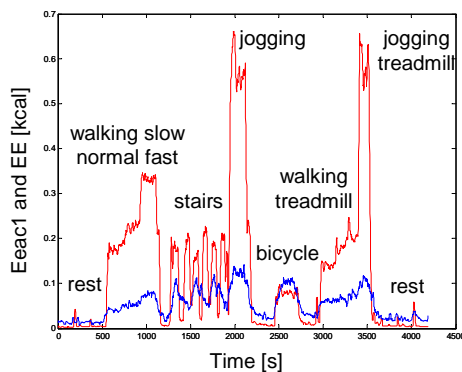 0.7
0.6
0.5
0.4
0.3
0.2
0.1
0
Eeac1 and EE [kcal]
jogging
jogging
treadmill
walking slow
normal fast
stairs
walking
treadmill
bicycle
rest
rest
0 500 1000 1500 2000 2500 3000 3500 4000 4500
Time [s]